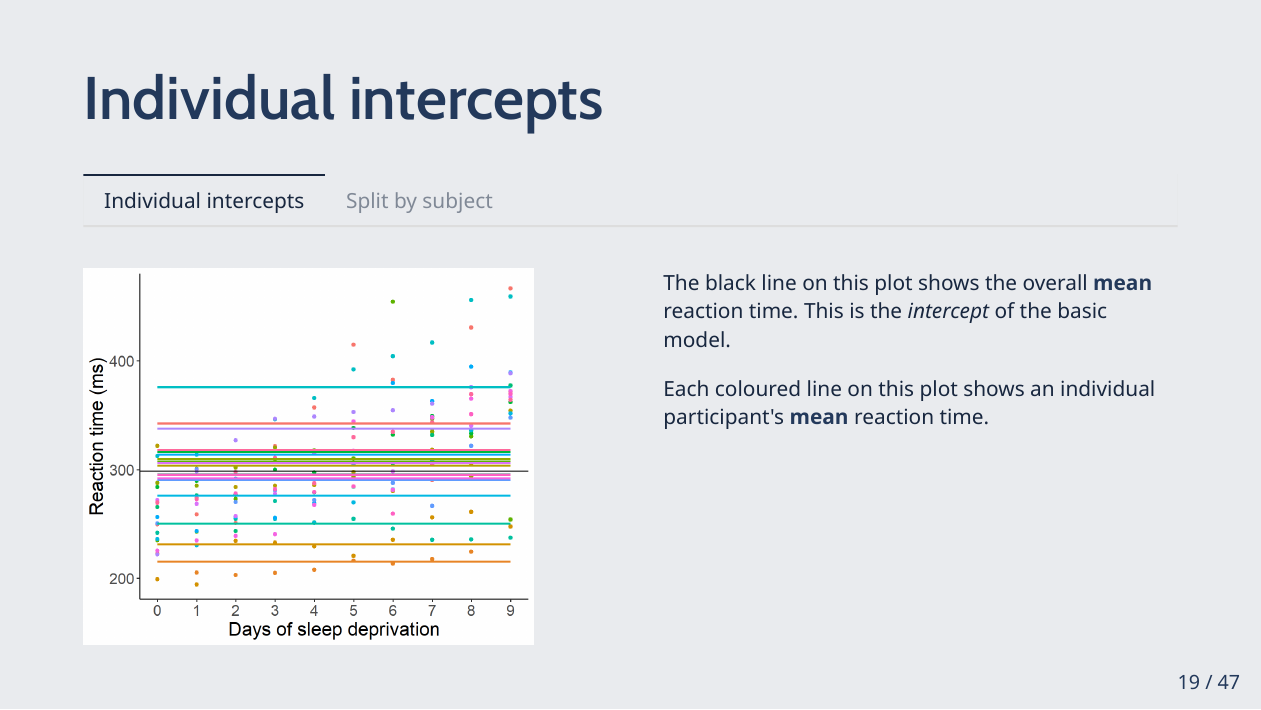 Individual intercepts
Individual intercepts
Split by subject
Reaction time (ms)
400
300
200
0 1 2 3 4 5 6 7 8 9
Days of sleep deprivation
The black line on this plot shows the overall mean
reaction time. This is the intercept of the basic
model.
Each coloured line on this plot shows an individual
participant's mean reaction time.
19 / 47